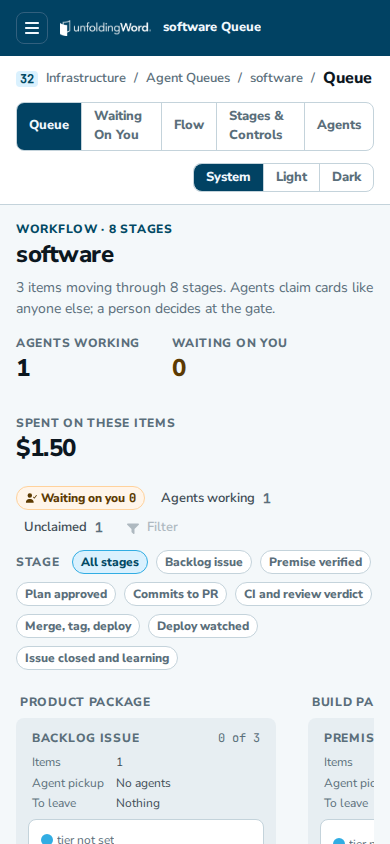 unfoldingWord. software Queue
32 Infrastructure / Agent Queues / software / Queue
Queue
Waiting On You
Flow
Stages & Controls
Agents
System Light Dark
WORKFLOW · 8 STAGES
software
3 items moving through 8 stages. Agents claim cards like
anyone else; a person decides at the gate.
AGENTS WORKING WAITING ON YOU
1 0
SPENT ON THESE ITEMS
$1.50
Waiting on you 0 Agents working 1
Unclaimed 1 Filter
STAGE All stages Backlog issue Premise verified
Plan approved Commits to PR CI and review verdict
Merge, tag, deploy Deploy watched
Issue closed and learning
PRODUCT PACKAGE BUILD PA
BACKLOG ISSUE 0 of 3 PREMIS
Items 1 Items
Agent pickup No agents Agent pic
To leave Nothing To leave
tier not set tier n